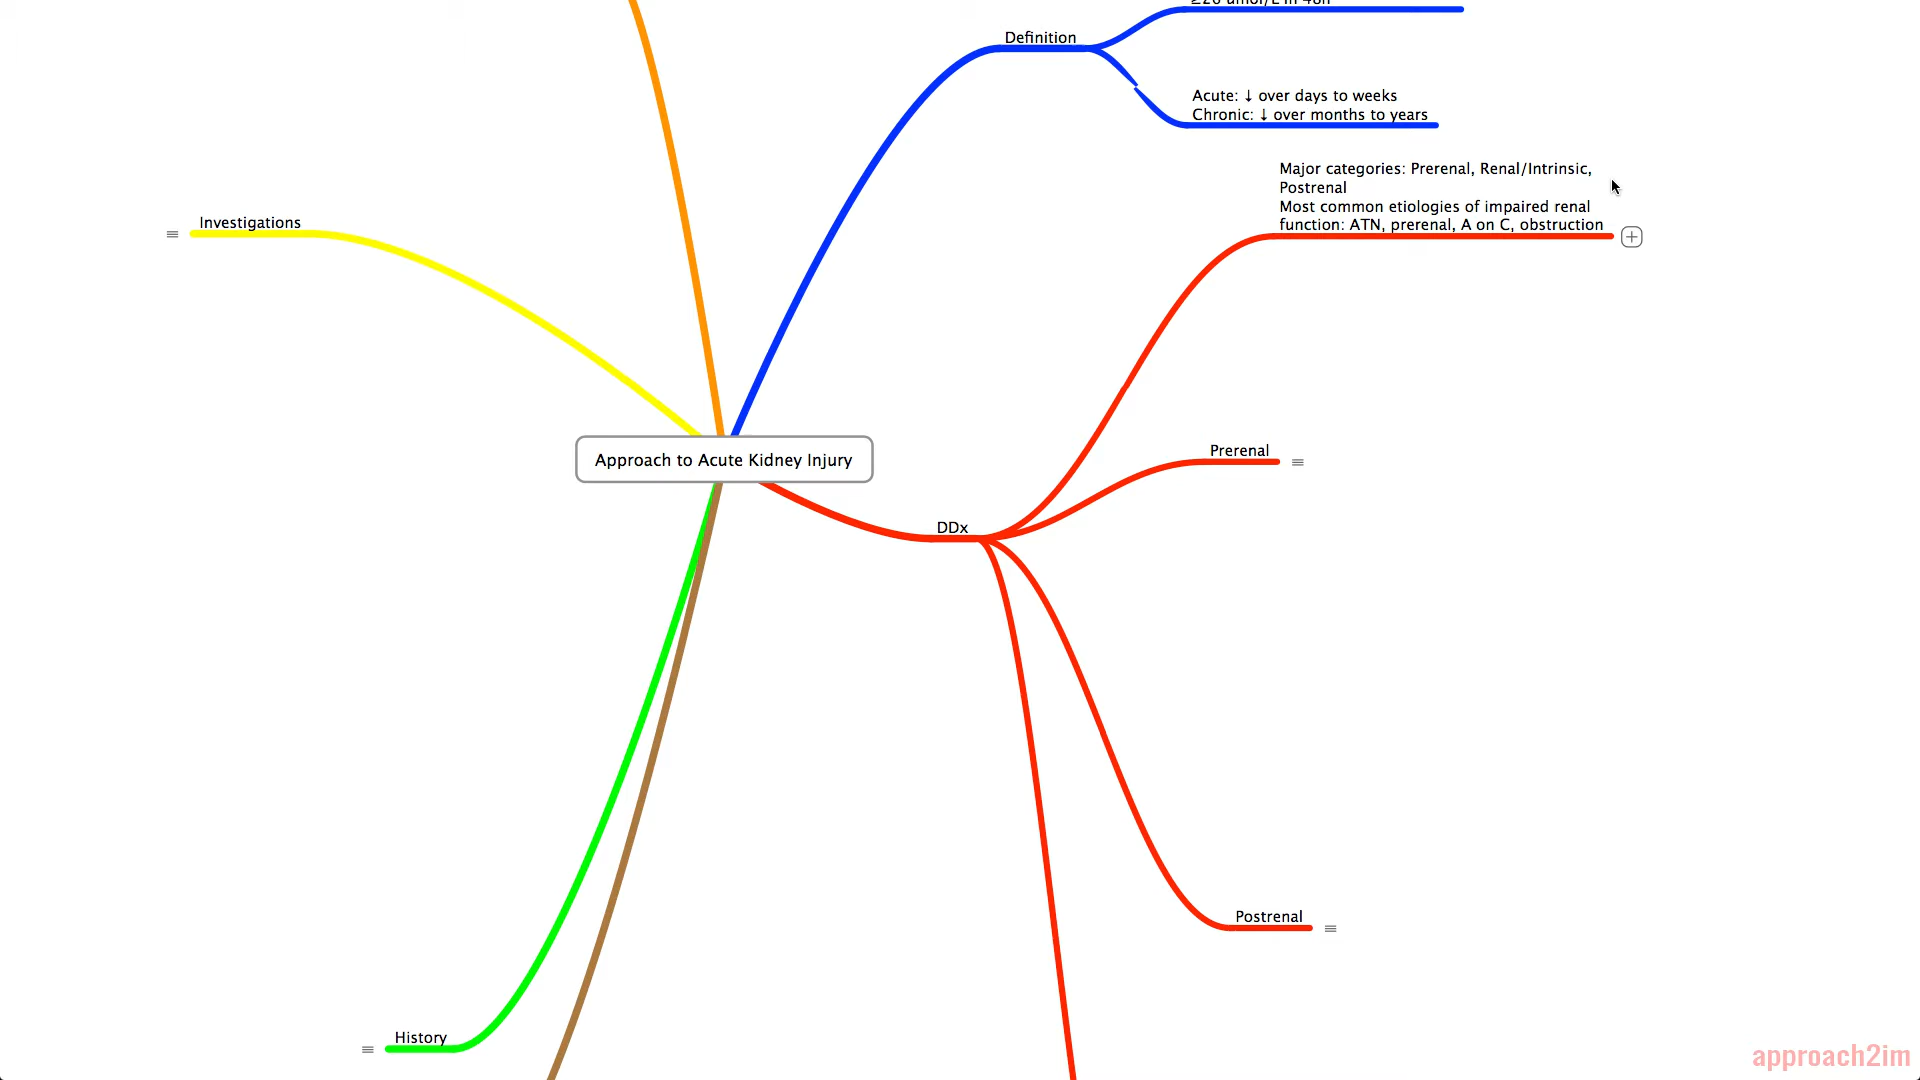 Definition
Acute: ↓ over days to weeks
Chronic: ↓ over months to years
Major categories: Prerenal, Renal/Intrinsic,
Postrenal
Most common etiologies of impaired renal
function: ATN, prerenal, A on C, obstruction
Investigations
Prerenal
Approach to Acute Kidney Injury
DDx
Postrenal
History
approach2im